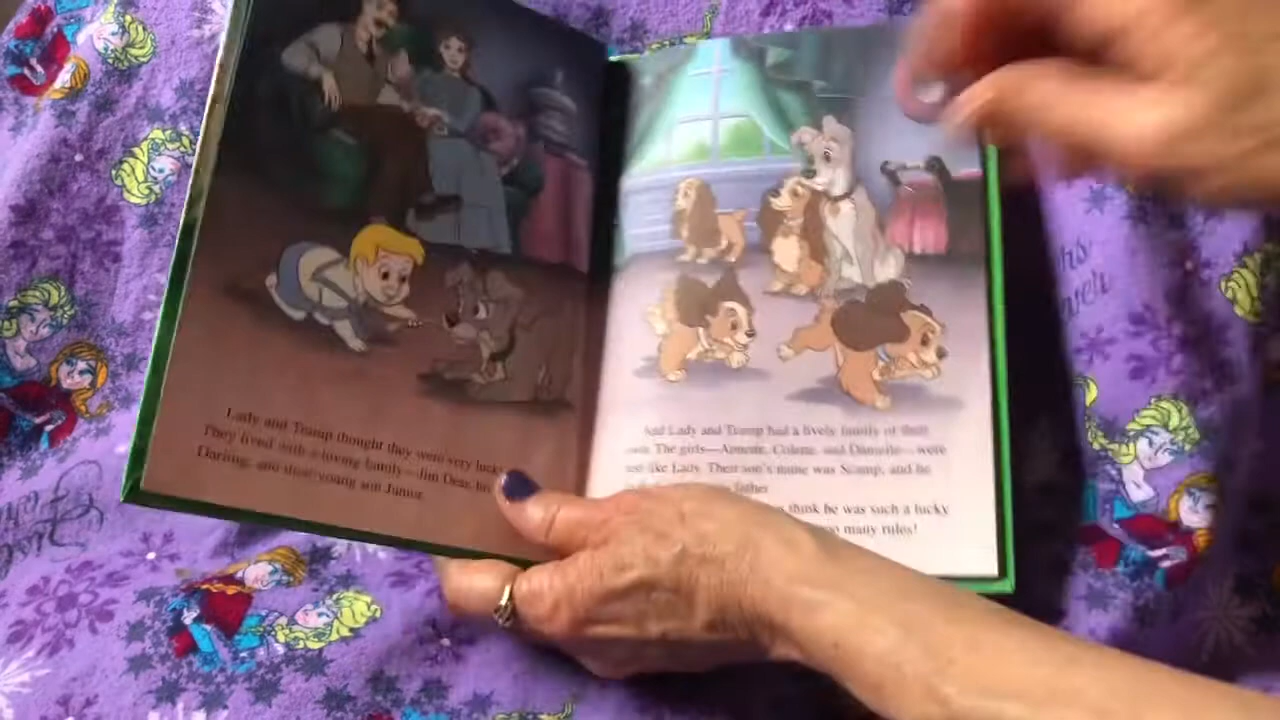 Lady and Tramp thought they were very lucky.
They lived with a loving family—Jim Dear,
Darling, and their young son Junior.
And Lady and Tramp had a lively family of their
own. The girls—Annette, Colette, and Danielle—were
just like Lady. Their son's name was Scamp, and he
father
think he was such a lucky
too many rules!